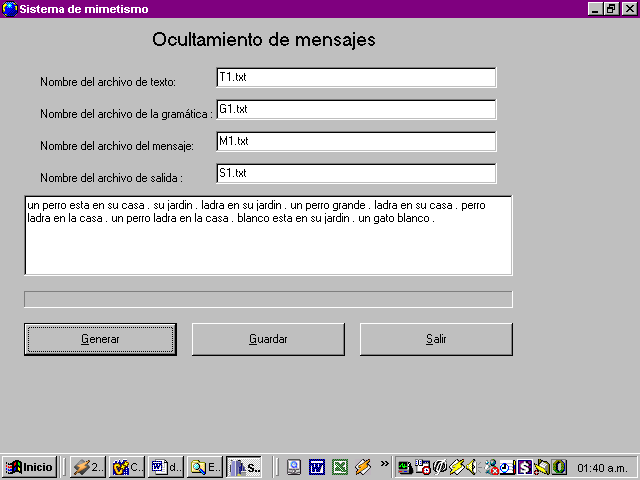 Sistema de mimetismo
Ocultamiento de mensajes
Nombre del archivo de texto: T1.txt
Nombre del archivo de la gramática : G1.txt
Nombre del archivo del mensaje: M1.txt
Nombre del archivo de salida : S1.txt
un perro esta en su casa . su jardin . ladra en su jardin . un perro grande . ladra en su casa . perro
ladra en la casa . un perro ladra en la casa . blanco esta en su jardin . un gato blanco .
Generar Guardar Salir
Inicio 2.. C.. d.. E.. S.. » 01:40 a.m.